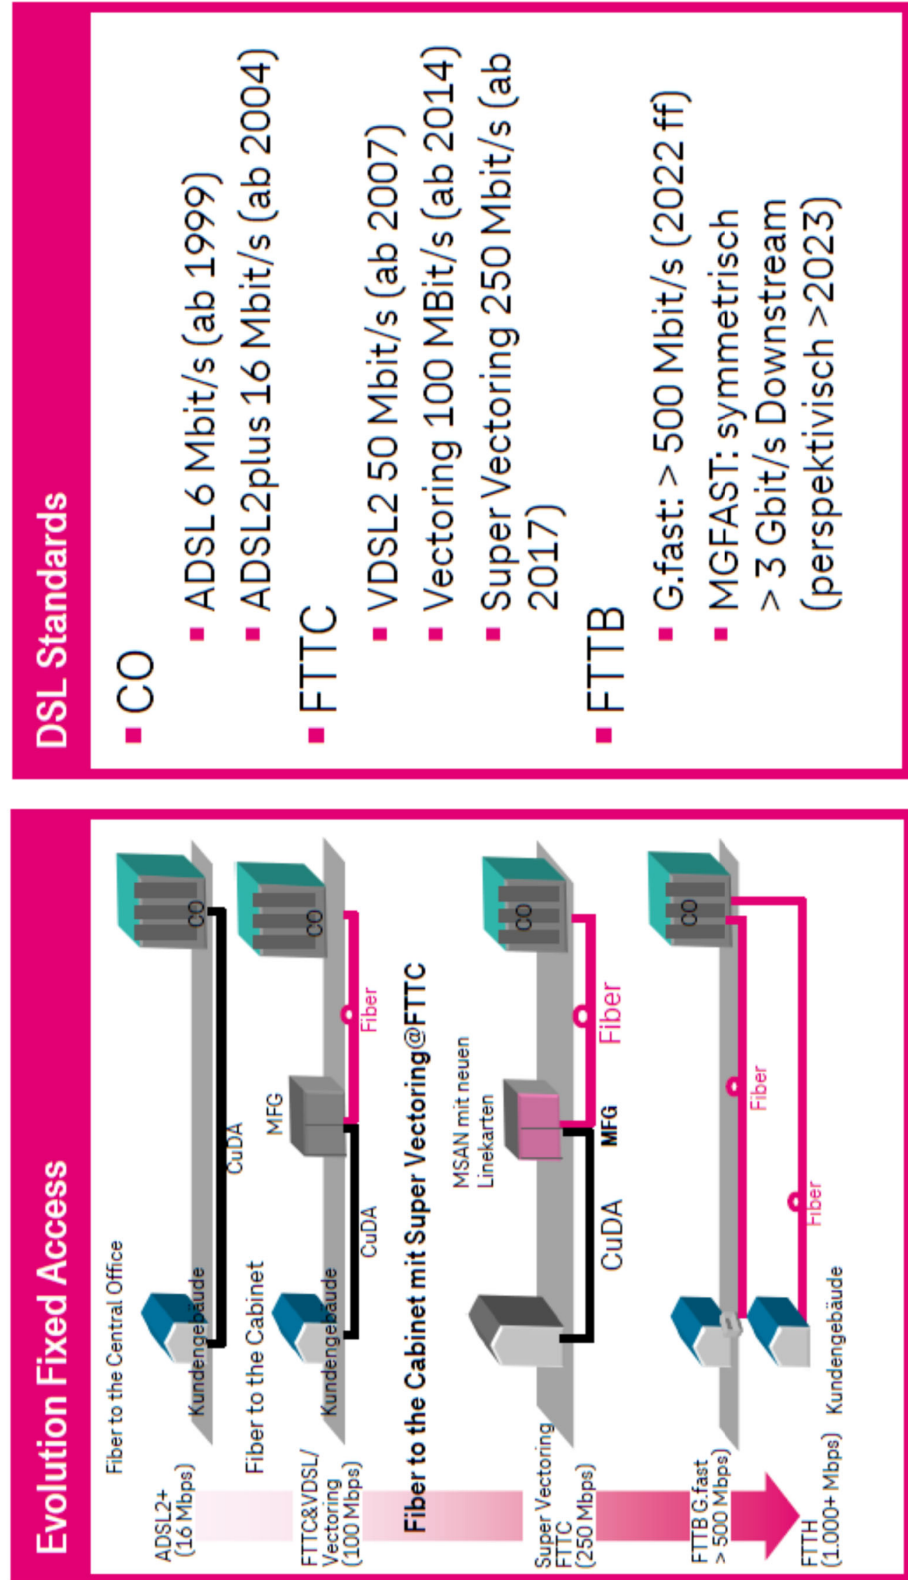 Evolution Fixed Access
Fiber to the Central Office
ADSL2+
(16 Mbps)
Kundengebäude
CuDA
CO
Fiber to the Cabinet
FTTC&VDSL/
Vectoring
(100 Mbps)
Kundengebäude
CuDA
MFG
Fiber
CO
Fiber to the Cabinet mit Super Vectoring@FTTC
Super Vectoring
FTTC
(250 Mbps)
MSAN mit neuen
Linekarten
CuDA
MFG
Fiber
CO
FTTB G.fast
> 500 Mbps)
Fiber
CO
FTTH
(1.000+ Mbps)
Kundengebäude
Fiber
DSL Standards
CO
ADSL 6 Mbit/s (ab 1999)
ADSL2plus 16 Mbit/s (ab 2004)
FTTC
VDSL2 50 Mbit/s (ab 2007)
Vectoring 100 MBit/s (ab 2014)
Super Vectoring 250 Mbit/s (ab
2017)
FTTB
G.fast: > 500 Mbit/s (2022 ff)
MGFAST: symmetrisch
> 3 Gbit/s Downstream
(perspektivisch >2023)